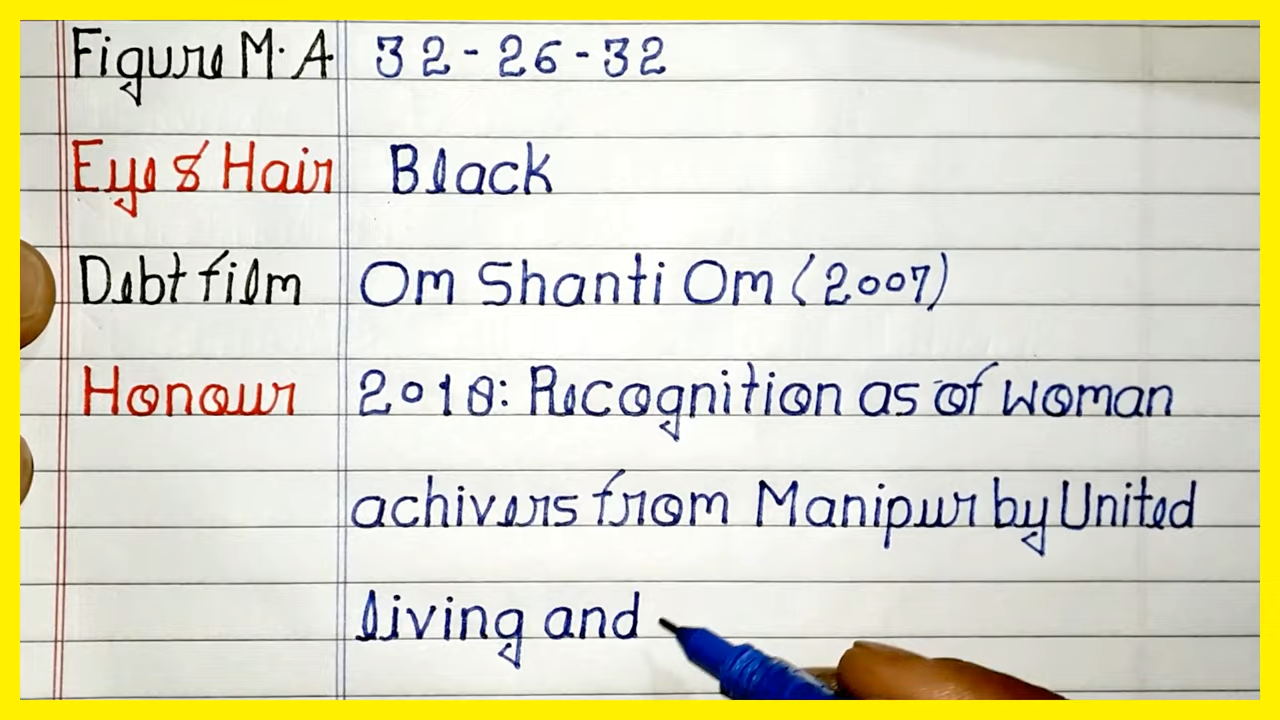 Figure M.A 32-26-32
Eye & Hair Black
Debt film Om Shanti Om (2007)
Honour 2018: Recognition as of woman
achivers from Manipur by United
living and